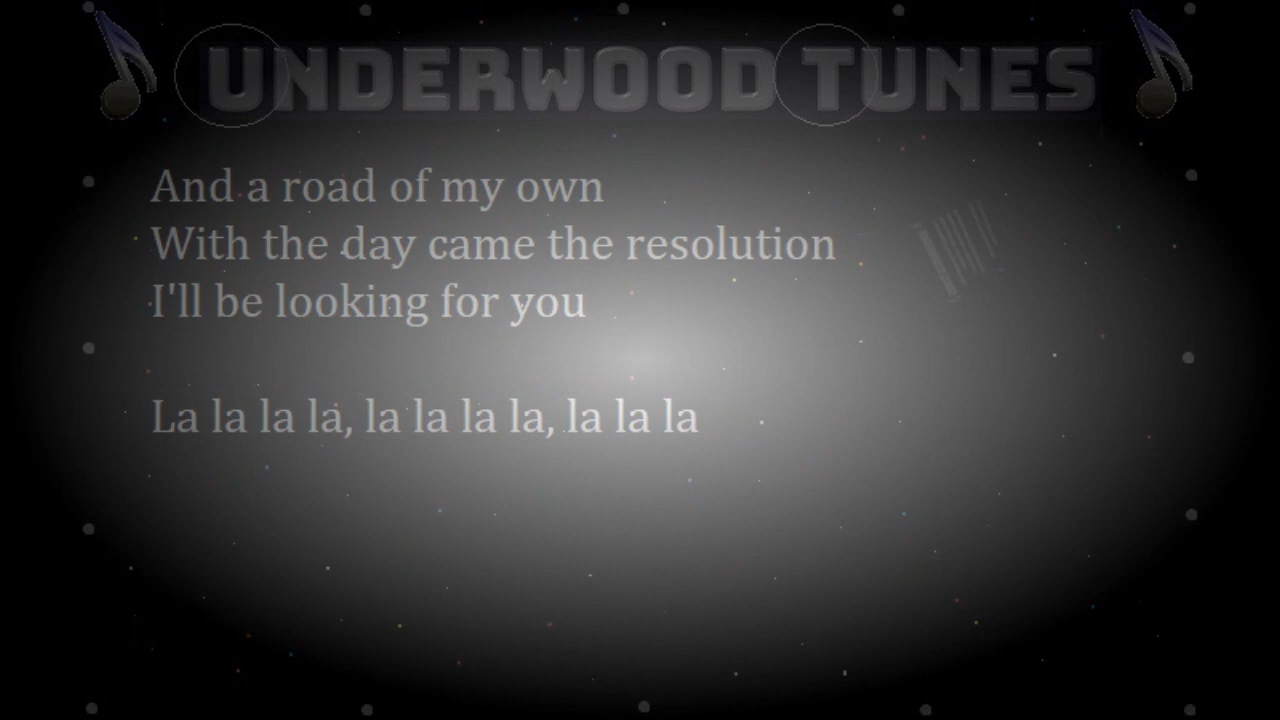 UNDERWOOD TUNES
And a road of my own
With the day came the resolution
I'll be looking for you
La la la la, la la la la, la la la